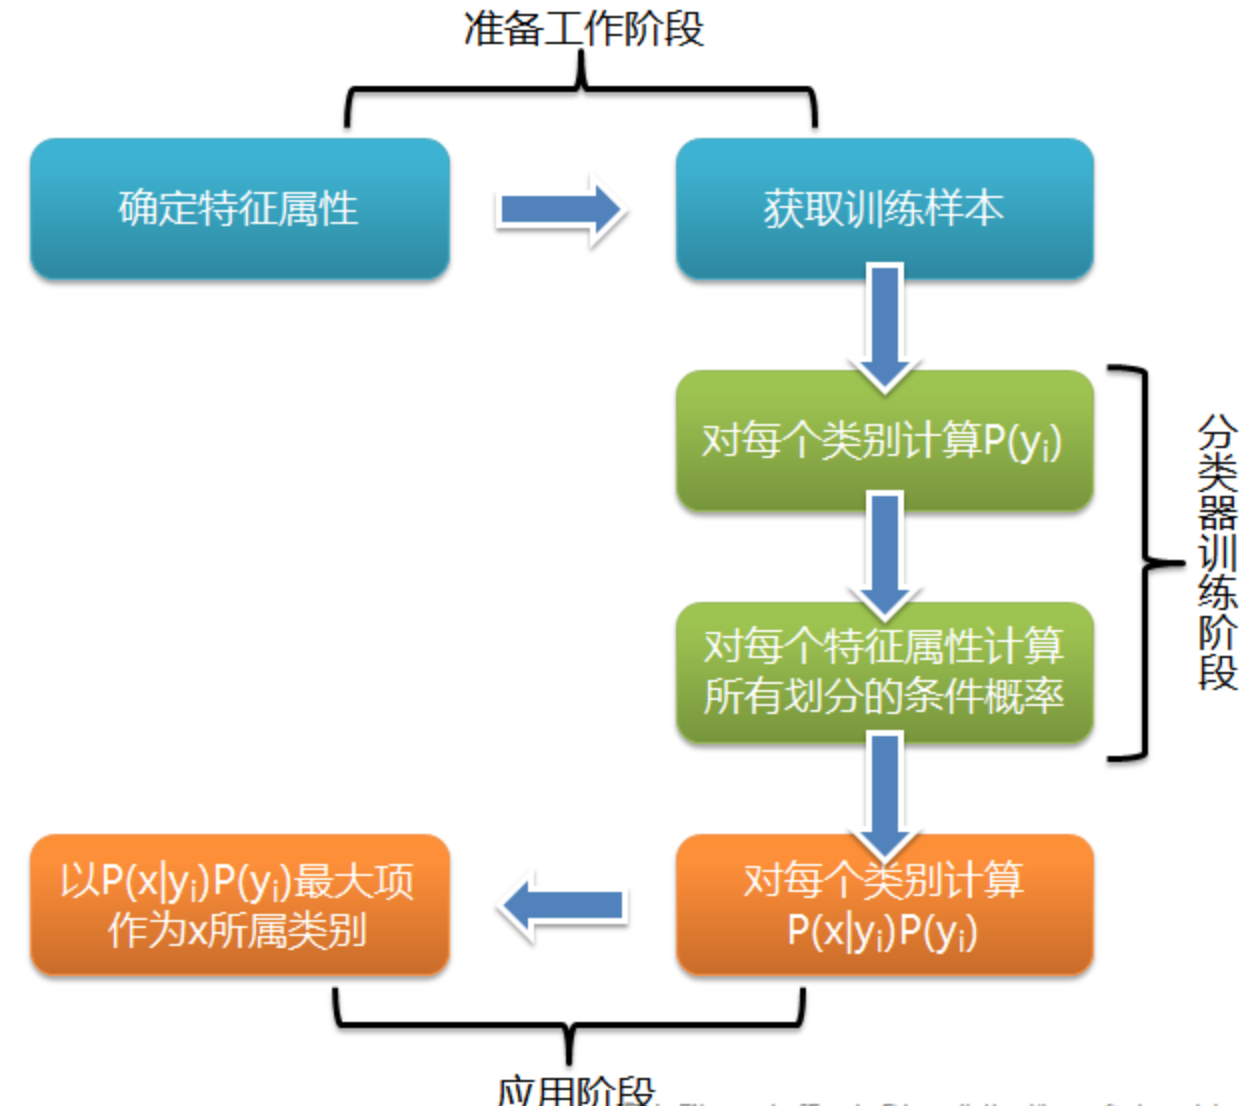 准备工作阶段
确定特征属性
获取训练样本
对每个类别计算P(yᵢ)
对每个特征属性计算
所有划分的条件概率
分类器训练阶段
对每个类别计算
P(x|yᵢ)P(yᵢ)
以P(x|yᵢ)P(yᵢ)最大项
作为x所属类别
应用阶段